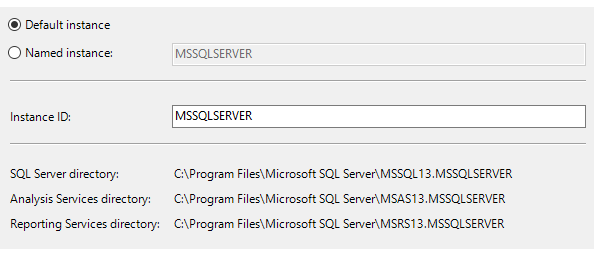 Default instance
Named instance: MSSQLSERVER
Instance ID: MSSQLSERVER
SQL Server directory: C:\Program Files\Microsoft SQL Server\MSSQL13.MSSQLSERVER
Analysis Services directory: C:\Program Files\Microsoft SQL Server\MSAS13.MSSQLSERVER
Reporting Services directory: C:\Program Files\Microsoft SQL Server\MSRS13.MSSQLSERVER